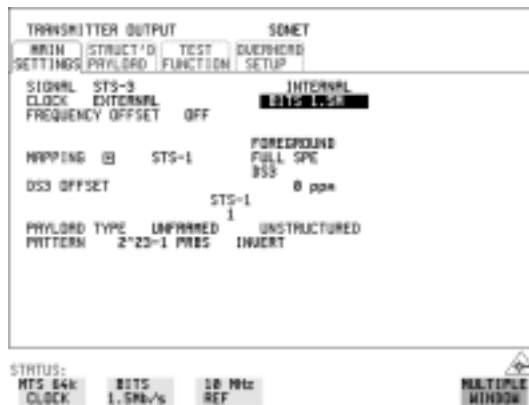 TRANSMITTER OUTPUT SONET
MAIN SETTINGS STRUCT'D PAYLOAD TEST FUNCTION OVERHEAD SETUP
SIGNAL STS-3 INTERNAL
CLOCK EXTERNAL BITS 1.5M
FREQUENCY OFFSET OFF
FOREGROUND
MAPPING STS-1 FULL SPE
DS3
DS3 OFFSET 0 ppm
STS-1
1
PAYLOAD TYPE UNFRAMED UNSTRUCTURED
PATTERN 2^23-1 PRBS INVERT
STATUS:
MTS 64k CLOCK BITS 1.5Mb/s 10 MHz REF MULTIPLE WINDOW